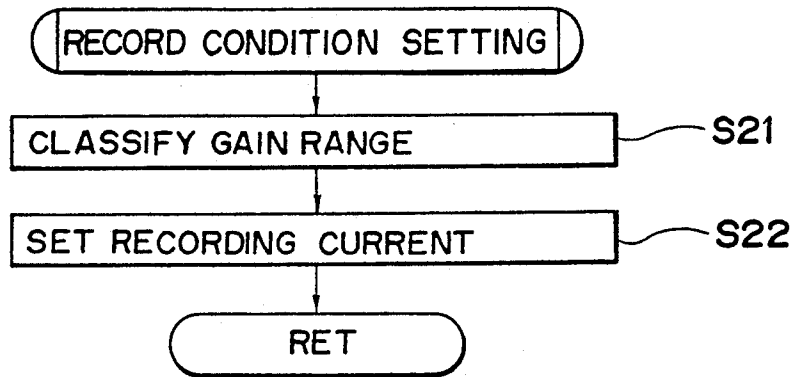 RECORD CONDITION SETTING
CLASSIFY GAIN RANGE
S21
SET RECORDING CURRENT
S22
RET